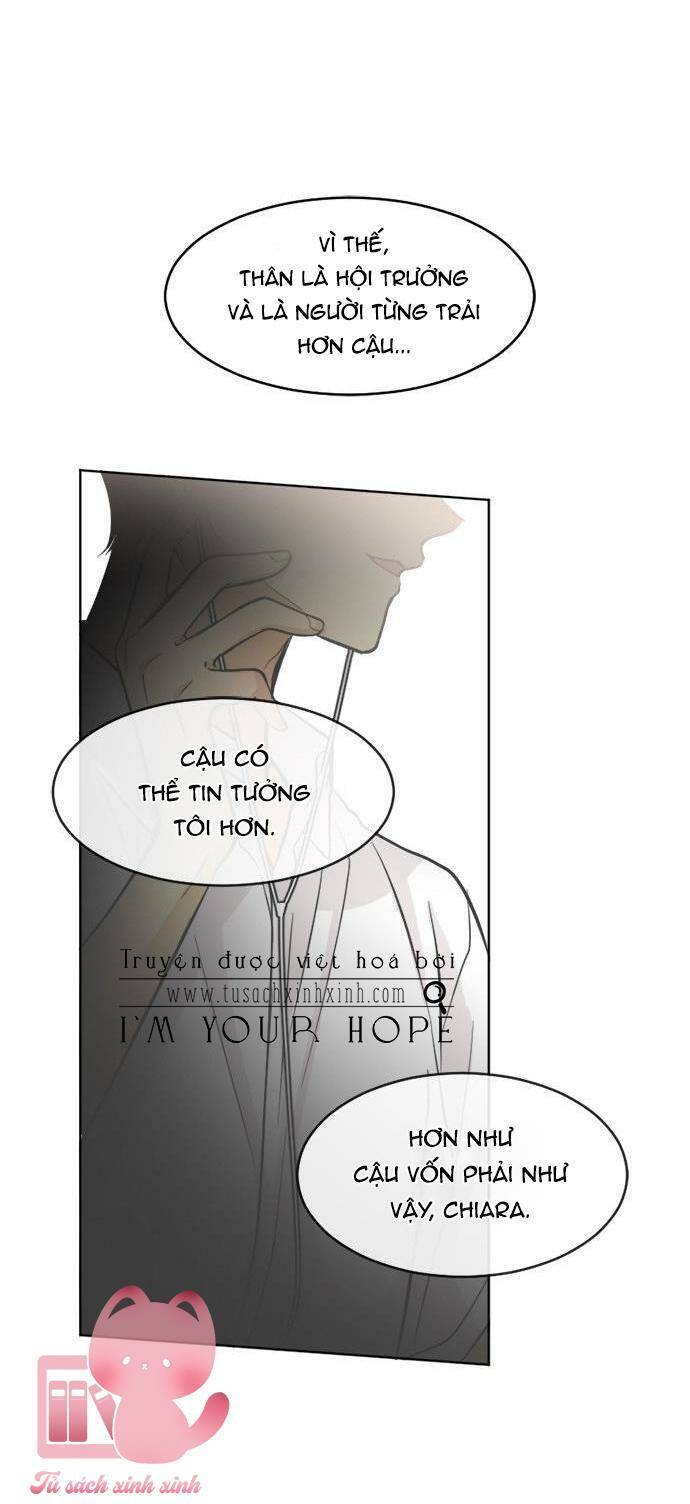 VÌ THẾ,
THÂN LÀ HỘI TRƯỞNG
VÀ LÀ NGƯỜI TỪNG TRẢI
HƠN CẬU...
CẬU CÓ
THỂ TIN TƯỞNG
TÔI HƠN.
Truyện được việt hoá bởi
www.tusachxinhxinh.com
I'M YOUR HOPE
HƠN NHƯ
CẬU VỐN PHẢI NHƯ
VẬY, CHIARA.
Tủ sách xinh xinh